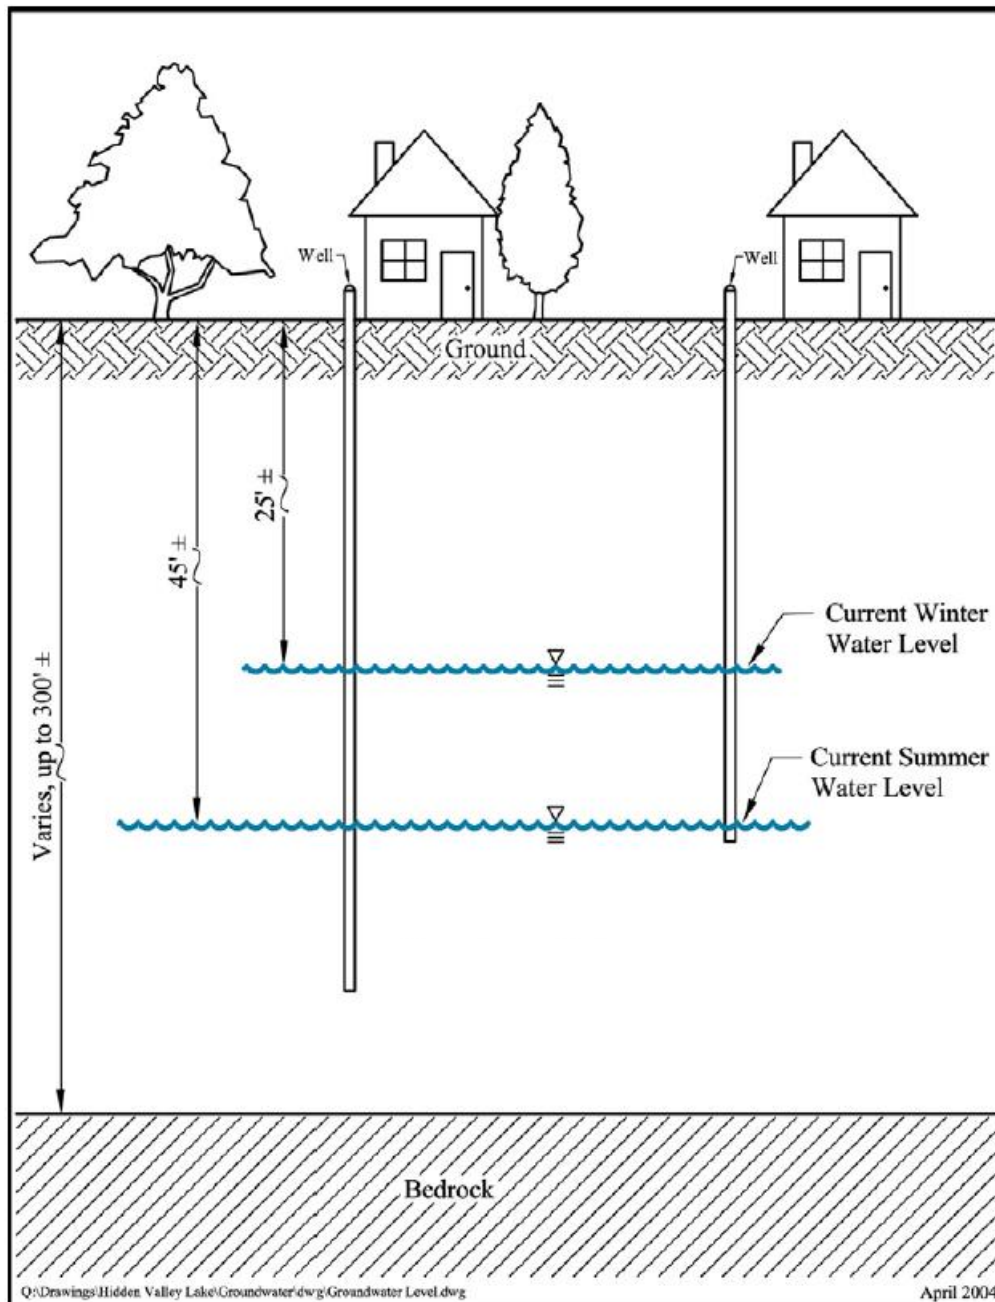 Well
Well
Ground
25' ±
45' ±
Varies, up to 300' ±
Current Winter
Water Level
Current Summer
Water Level
Bedrock
Q:\Drawings\Hidden Valley Lake\Groundwater\dwg\Groundwater Level.dwg
April 2004